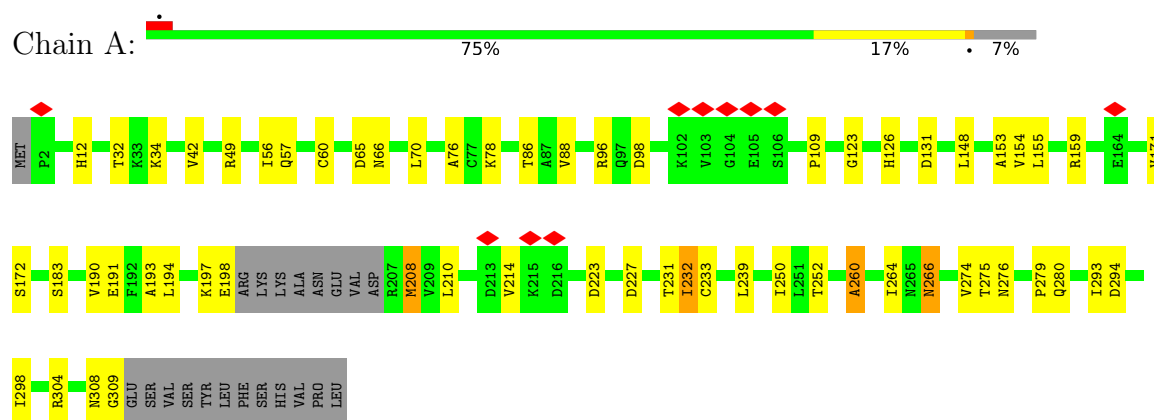 Chain A:
75% 17% • 7%
MET P2 H12 T32 K33 K34 V42 R49 I56 Q57 C60 D65 N66 L70 A76 C77 K78 T86 A87 V88 R96 Q97 D98 K102 V103 G104 E105 S106 P109 G123 H126 D131 L148 A153 V154 L155 R159 E164
S172 S183 V190 E191 F192 A193 L194 K197 E198 ARG LYS LYS ALA ASN GLU VAL ASP R207 M208 V209 L210 D213 V214 K215 D216 D223 D227 T231 I232 C233 L239 I250 L251 T252 A260 I264 N265 N266 V274 T275 N276 P279 Q280 I293 D294
I298 R304 N308 G309 GLU SER VAL SER TYR LEU PHE SER HIS VAL PRO LEU